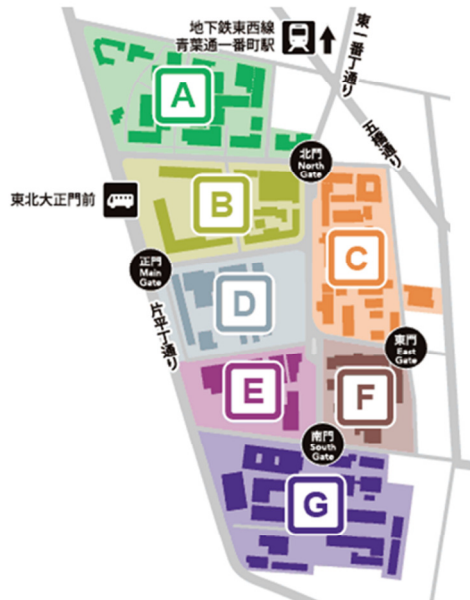 地下鉄東西線
青葉通一番町駅
東一番丁通り
五橋通り
A
北門
North
Gate
東北大正門前
B
C
正門
Main
Gate
D
片平丁通り
東門
East
Gate
E
F
南門
South
Gate
G